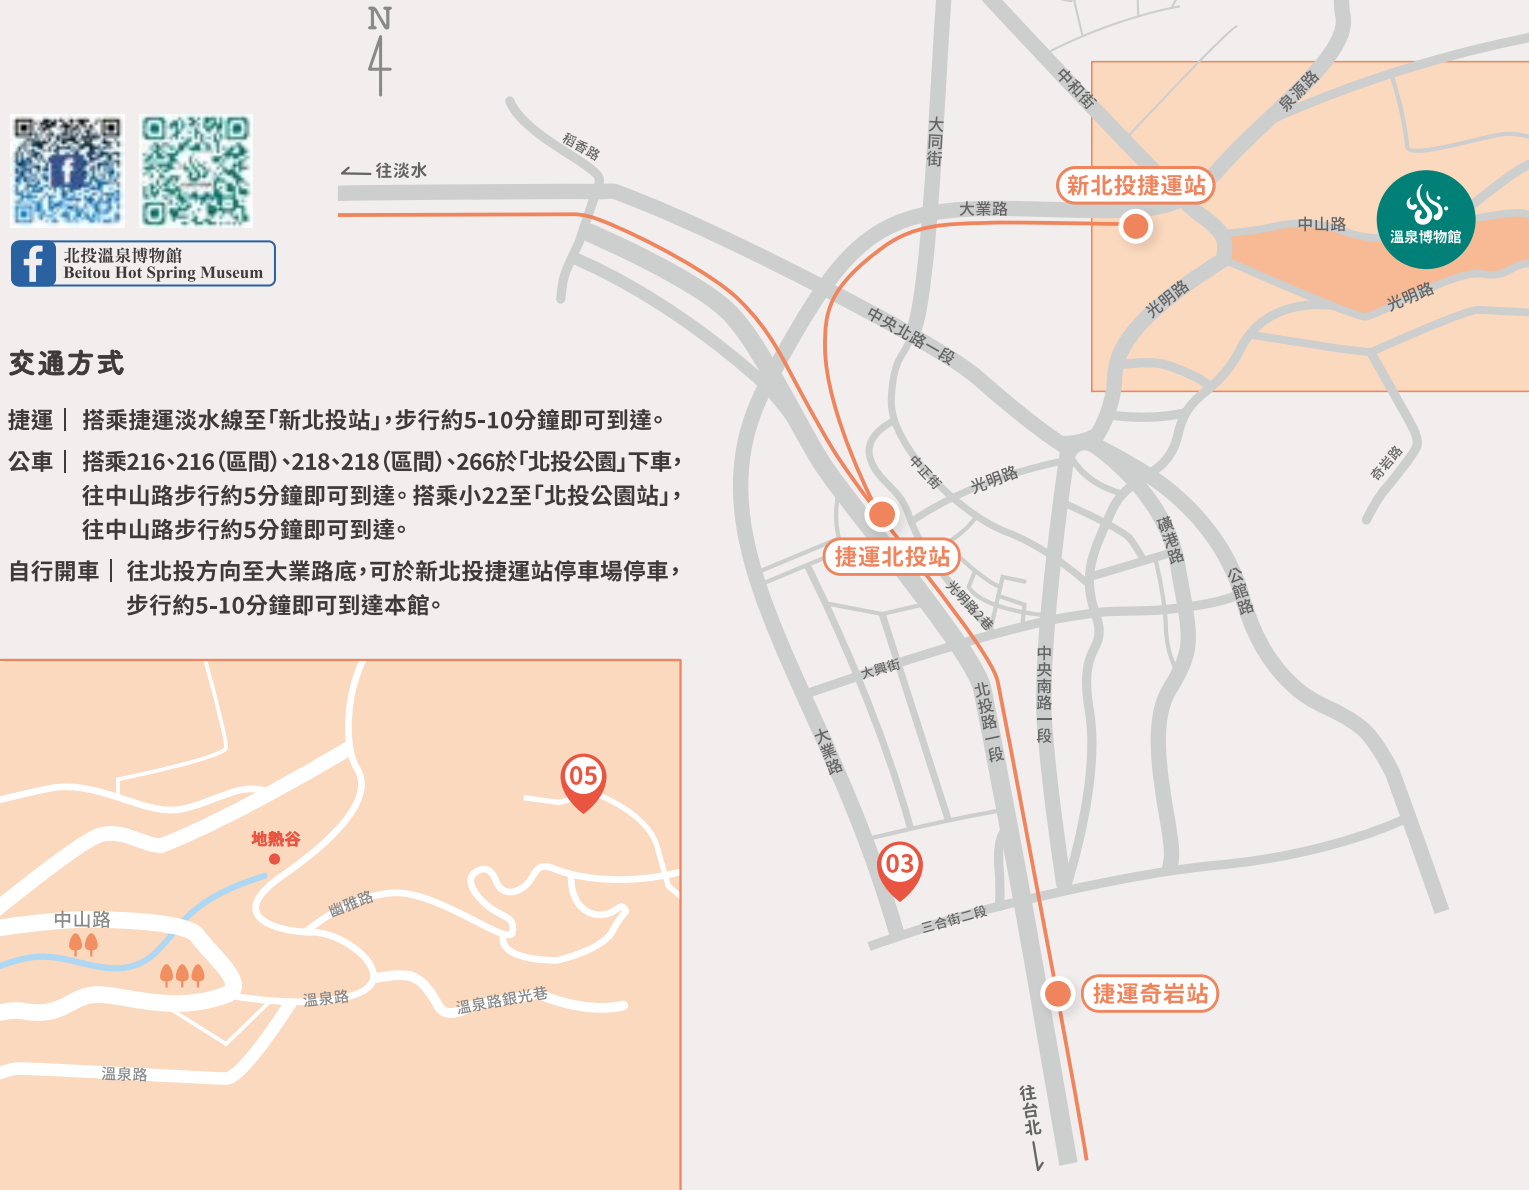 N
中和街
泉源路
大同街
稻香路
往淡水
新北投捷運站
大業路
中山路
溫泉博物館
光明路
光明路
北投溫泉博物館
Beitou Hot Spring Museum
中央北路一段
交通方式
捷運｜ 搭乘捷運淡水線至「新北投站」，步行約5-10分鐘即可到達。
公車｜ 搭乘216、216（區間）、218、218（區間）、266於「北投公園」下車，
往中山路步行約5分鐘即可到達。搭乘小22至「北投公園站」，
往中山路步行約5分鐘即可到達。
自行開車｜ 往北投方向至大業路底，可於新北投捷運站停車場停車，
步行約5-10分鐘即可到達本館。
中正街
光明路
奇岩路
磺港路
捷運北投站
光明路2巷
公館路
大興街
中央南路一段
北投路一段
大業路
03
三合街二段
捷運奇岩站
往台北
05
地熱谷
幽雅路
中山路
溫泉路
溫泉路銀光巷
溫泉路